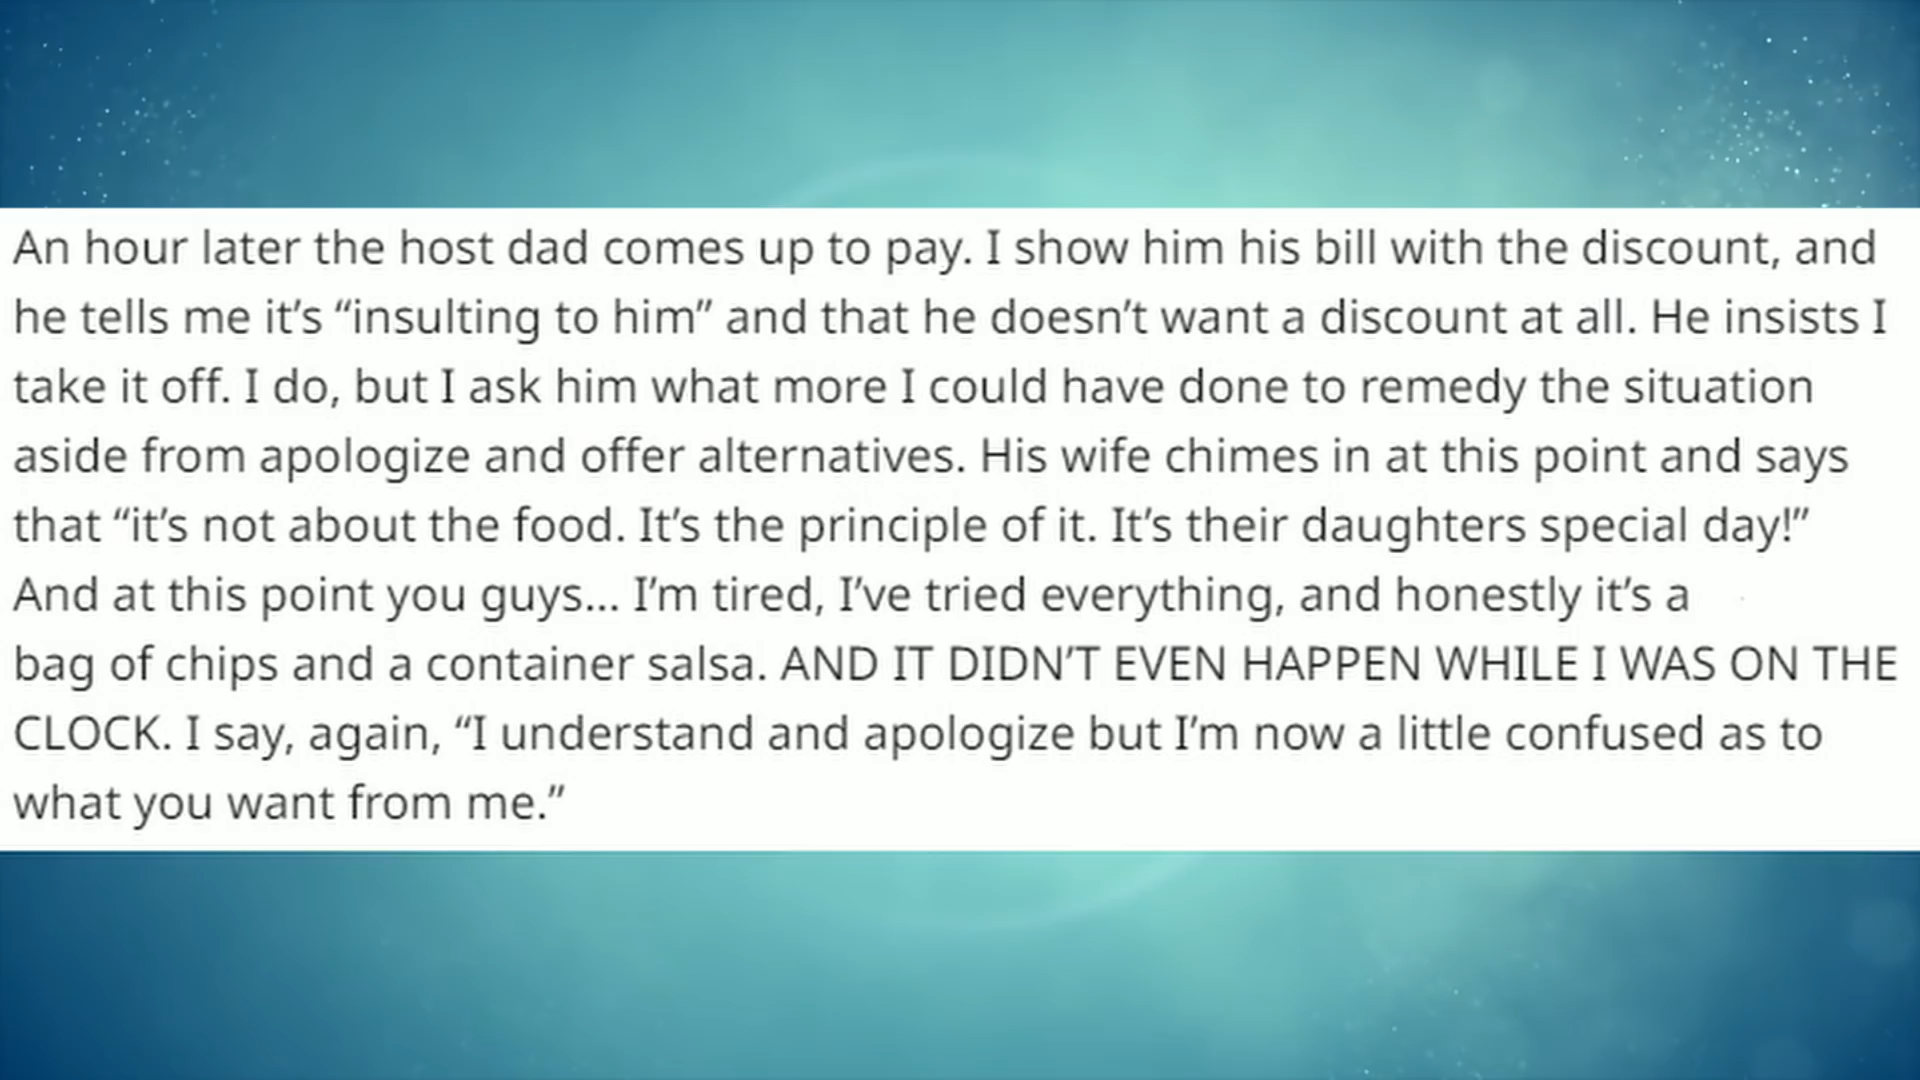 An hour later the host dad comes up to pay. I show him his bill with the discount, and
he tells me it’s “insulting to him” and that he doesn’t want a discount at all. He insists I
take it off. I do, but I ask him what more I could have done to remedy the situation
aside from apologize and offer alternatives. His wife chimes in at this point and says
that “it’s not about the food. It’s the principle of it. It’s their daughters special day!”
And at this point you guys... I’m tired, I’ve tried everything, and honestly it’s a
bag of chips and a container salsa. AND IT DIDN’T EVEN HAPPEN WHILE I WAS ON THE
CLOCK. I say, again, “I understand and apologize but I’m now a little confused as to
what you want from me.”